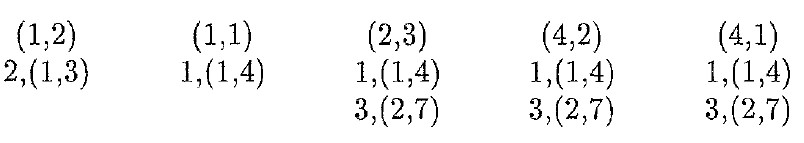 (1,2) (1,1) (2,3) (4,2) (4,1)
2,(1,3) 1,(1,4) 1,(1,4) 1,(1,4) 1,(1,4)
3,(2,7) 3,(2,7) 3,(2,7)